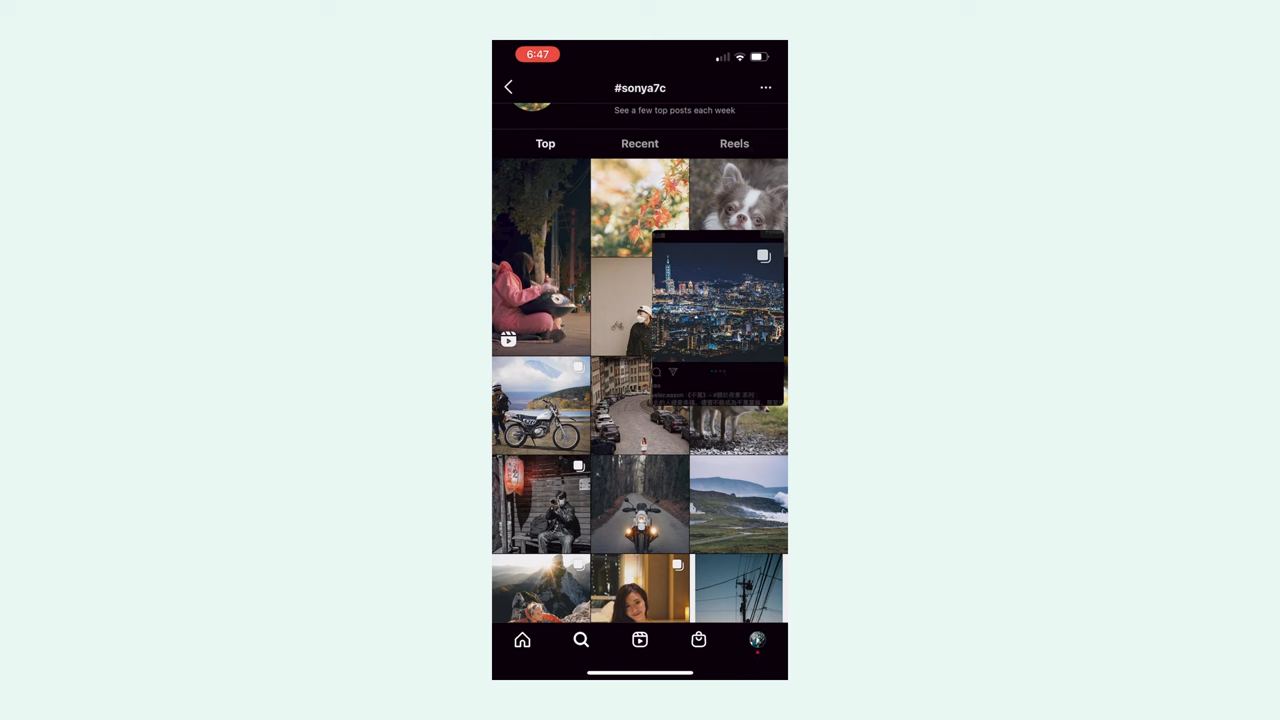 6:47
#sonya7c
See a few top posts each week
Top
Recent
Reels